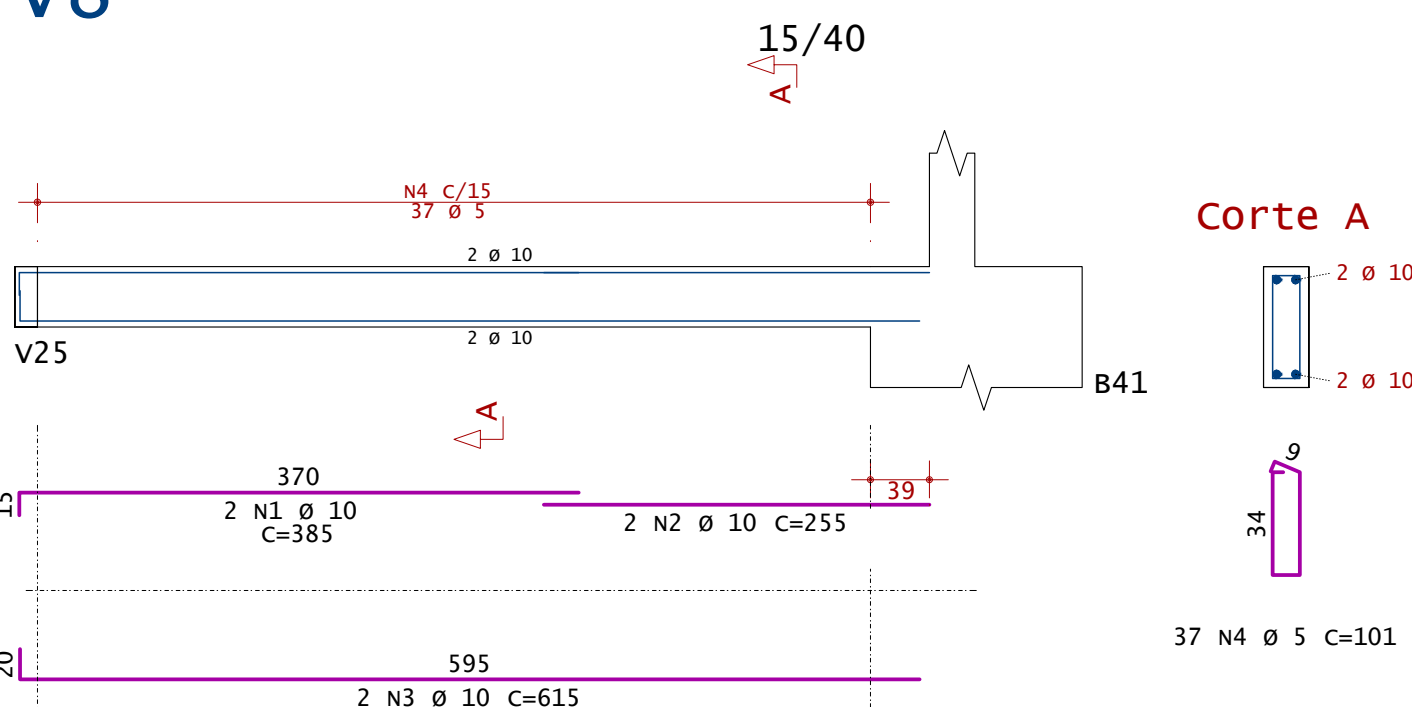 15/40
A
N4 C/15
37 Ø 5
2 Ø 10
Corte A
2 Ø 10
2 Ø 10
2 Ø 10
V25
B41
A
370
15
2 N1 Ø 10
C=385
39
2 N2 Ø 10 C=255
9
34
37 N4 Ø 5 C=101
20
595
2 N3 Ø 10 C=615